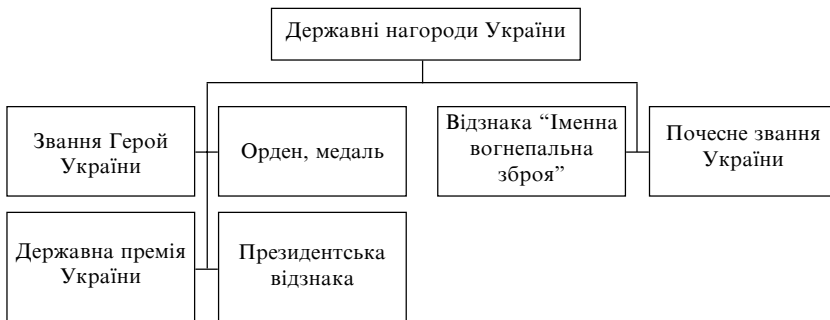 Державні нагороди України
Звання Герой
України
Орден, медаль
Відзнака “Іменна
вогнепальна
зброя”
Почесне звання
України
Державна премія
України
Президентська
відзнака